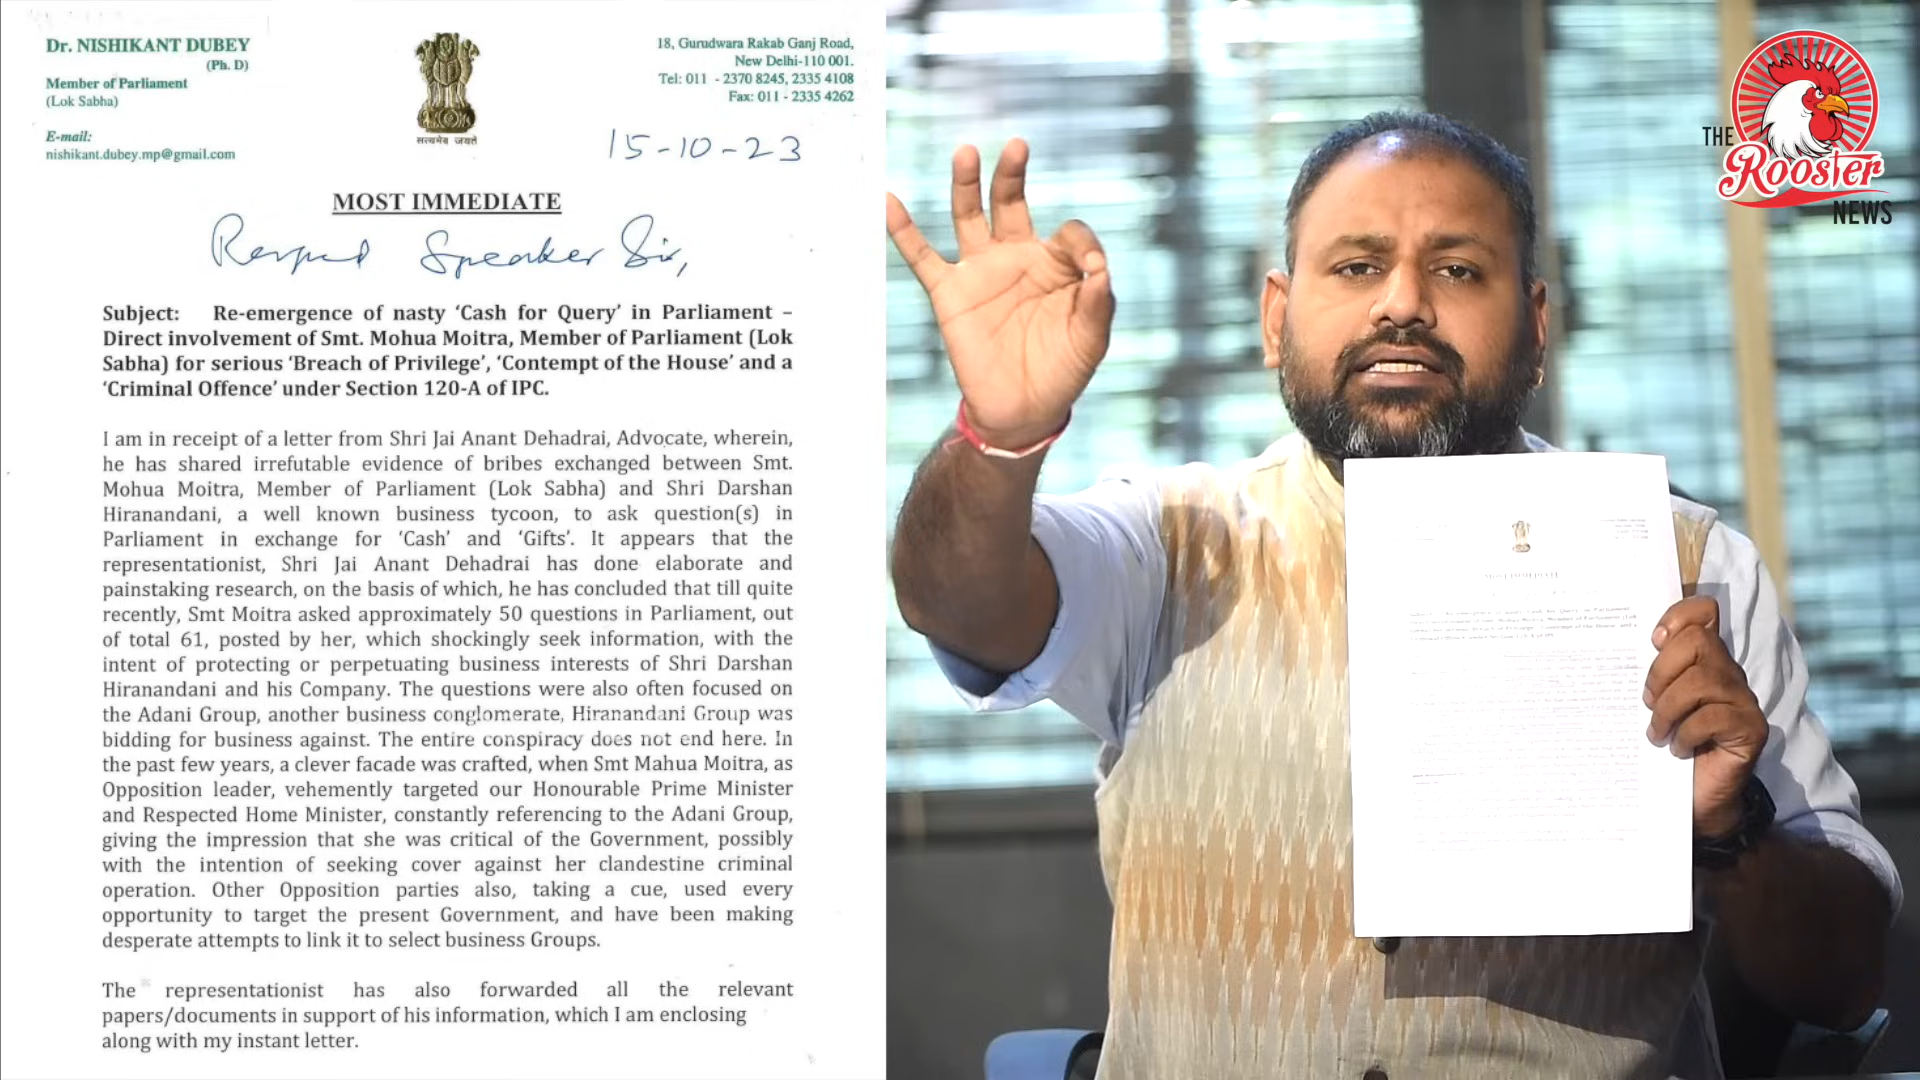 Dr. NISHIKANT DUBEY
(Ph. D)
Member of Parliament
(Lok Sabha)
E-mail:
nishikant.dubey.mp@gmail.com
सत्यमेव जयते
18, Gurudwara Rakab Ganj Road,
New Delhi-110 001.
Tel: 011 - 2370 8245, 2335 4108
Fax: 011 - 2335 4262
15-10-23
MOST IMMEDIATE
Speaker Sir,
Subject: Re-emergence of nasty ‘Cash for Query’ in Parliament –
Direct involvement of Smt. Mohua Moitra, Member of Parliament (Lok
Sabha) for serious ‘Breach of Privilege’, ‘Contempt of the House’ and a
‘Criminal Offence’ under Section 120-A of IPC.
I am in receipt of a letter from Shri Jai Anant Dehadrai, Advocate, wherein,
he has shared irrefutable evidence of bribes exchanged between Smt.
Mohua Moitra, Member of Parliament (Lok Sabha) and Shri Darshan
Hiranandani, a well known business tycoon, to ask question(s) in
Parliament in exchange for ‘Cash’ and ‘Gifts’. It appears that the
representationist, Shri Jai Anant Dehadrai has done elaborate and
painstaking research, on the basis of which, he has concluded that till quite
recently, Smt Moitra asked approximately 50 questions in Parliament, out
of total 61, posted by her, which shockingly seek information, with the
intent of protecting or perpetuating business interests of Shri Darshan
Hiranandani and his Company. The questions were also often focused on
the Adani Group, another business conglomerate, Hiranandani Group was
bidding for business against. The entire conspiracy does not end here. In
the past few years, a clever facade was crafted, when Smt Mahua Moitra, as
Opposition leader, vehemently targeted our Honourable Prime Minister
and Respected Home Minister, constantly referencing to the Adani Group,
giving the impression that she was critical of the Government, possibly
with the intention of seeking cover against her clandestine criminal
operation. Other Opposition parties also, taking a cue, used every
opportunity to target the present Government, and have been making
desperate attempts to link it to select business Groups.
The representationist has also forwarded all the relevant
papers/documents in support of his information, which I am enclosing
along with my instant letter.
THE
Rooster
NEWS
MOST IMMEDIATE